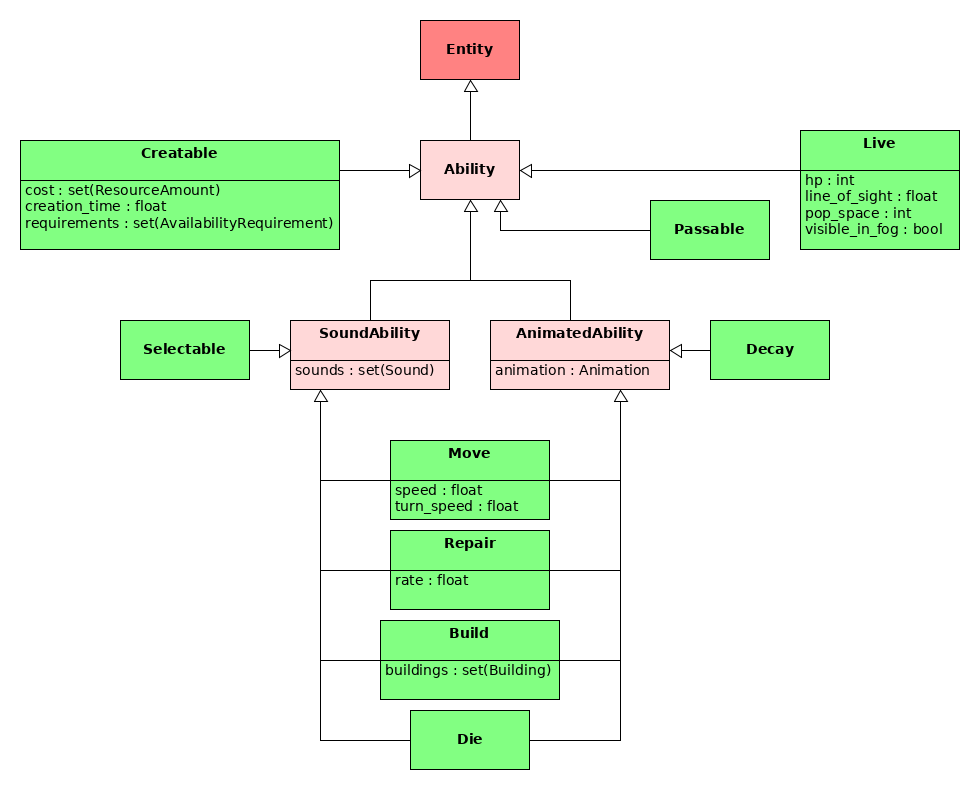 Entity
Creatable
cost : set(ResourceAmount)
creation_time : float
requirements : set(AvailabilityRequirement)
Ability
Live
hp : int
line_of_sight : float
pop_space : int
visible_in_fog : bool
Passable
Selectable
SoundAbility
sounds : set(Sound)
AnimatedAbility
animation : Animation
Decay
Move
speed : float
turn_speed : float
Repair
rate : float
Build
buildings : set(Building)
Die